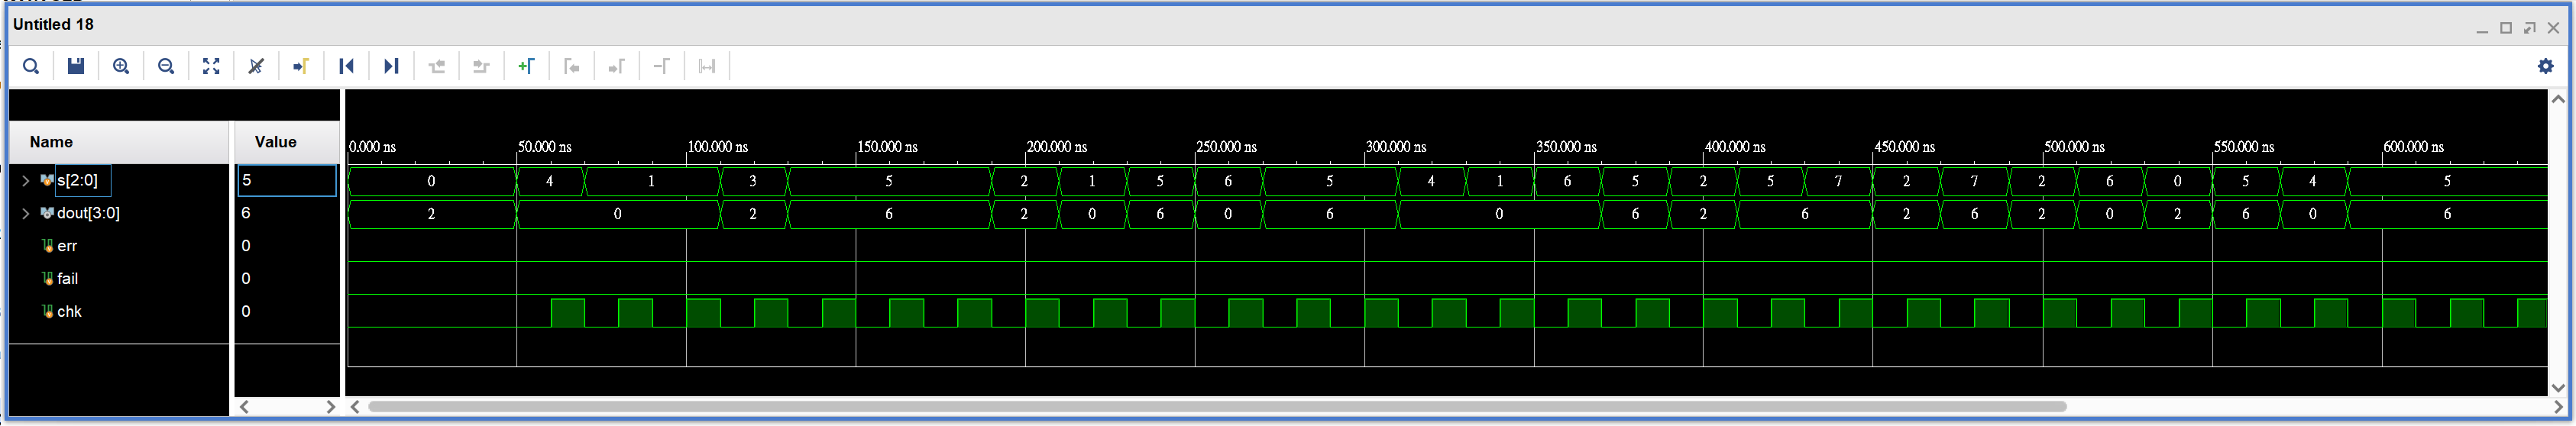 Untitled 18
Name Value
0.000 ns 50.000 ns 100.000 ns 150.000 ns 200.000 ns 250.000 ns 300.000 ns 350.000 ns 400.000 ns 450.000 ns 500.000 ns 550.000 ns 600.000 ns
s[2:0] 5 0 4 1 3 5 2 1 5 6 5 4 1 6 5 2 5 7 2 7 2 6 0 5 4 5
dout[3:0] 6 2 0 2 6 2 0 6 0 6 0 6 2 6 2 6 2 0 2 6 0 6
err 0
fail 0
chk 0